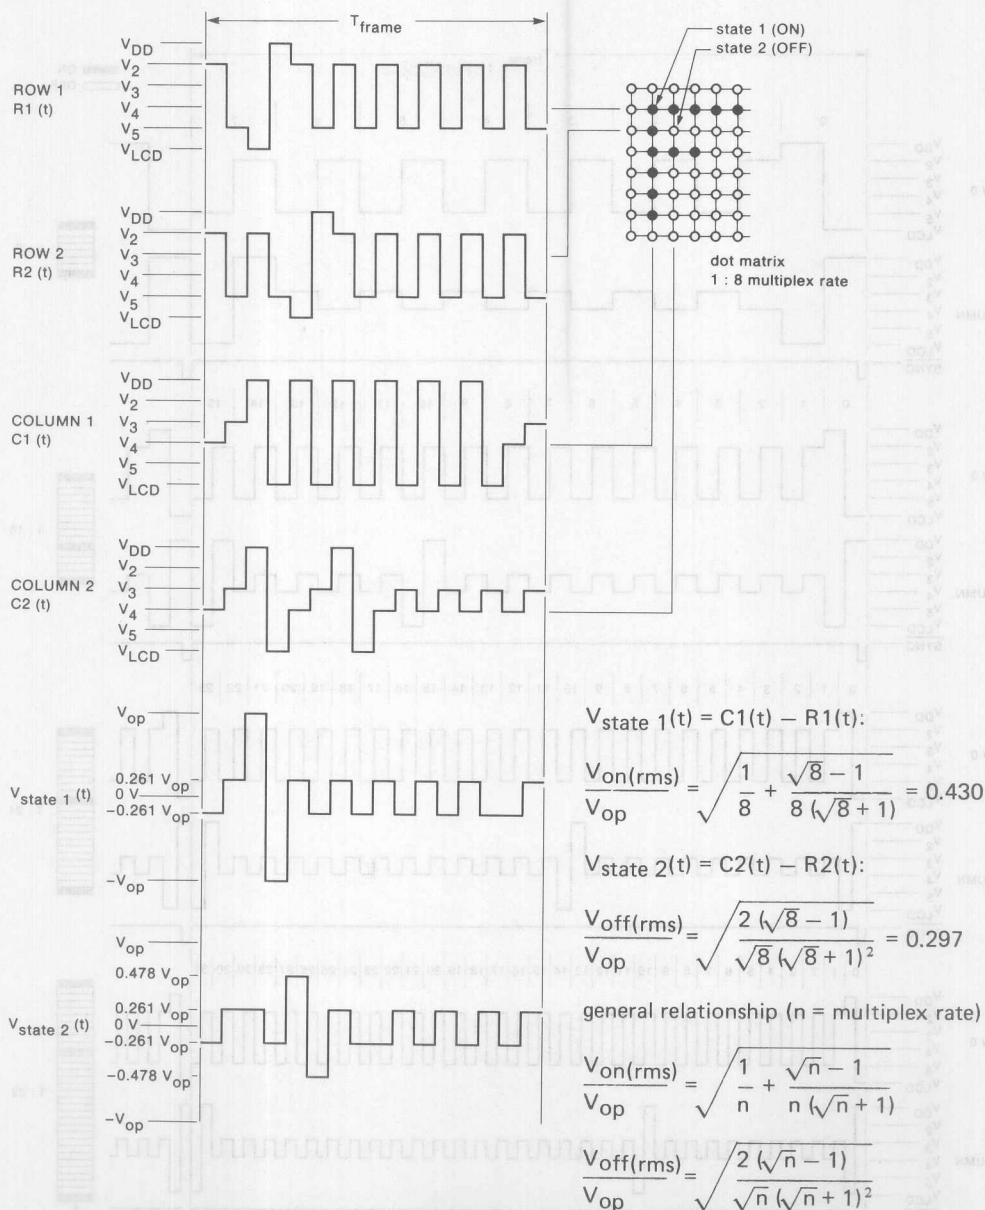 T_frame
state 1 (ON)
state 2 (OFF)
ROW 1
R1 (t)
V_DD
V_2
V_3
V_4
V_5
V_LCD
ROW 2
R2 (t)
V_DD
V_2
V_3
V_4
V_5
V_LCD
dot matrix
1 : 8 multiplex rate
COLUMN 1
C1 (t)
V_DD
V_2
V_3
V_4
V_5
V_LCD
COLUMN 2
C2 (t)
V_DD
V_2
V_3
V_4
V_5
V_LCD
V_state 1 (t)
V_op
0.261 V_op
0 V
-0.261 V_op
-V_op
V_state 2 (t)
V_op
0.478 V_op
0.261 V_op
0 V
-0.261 V_op
-0.478 V_op
-V_op
V_state 1(t) = C1(t) – R1(t):
V_on(rms)/V_op = √(1/8 + (√8 – 1)/(8 (√8 + 1))) = 0.430
V_state 2(t) = C2(t) – R2(t):
V_off(rms)/V_op = √(2 (√8 – 1)/(√8 (√8 + 1)²)) = 0.297
general relationship (n = multiplex rate)
V_on(rms)/V_op = √(1/n + (√n – 1)/(n (√n + 1)))
V_off(rms)/V_op = √(2 (√n – 1)/(√n (√n + 1)²))